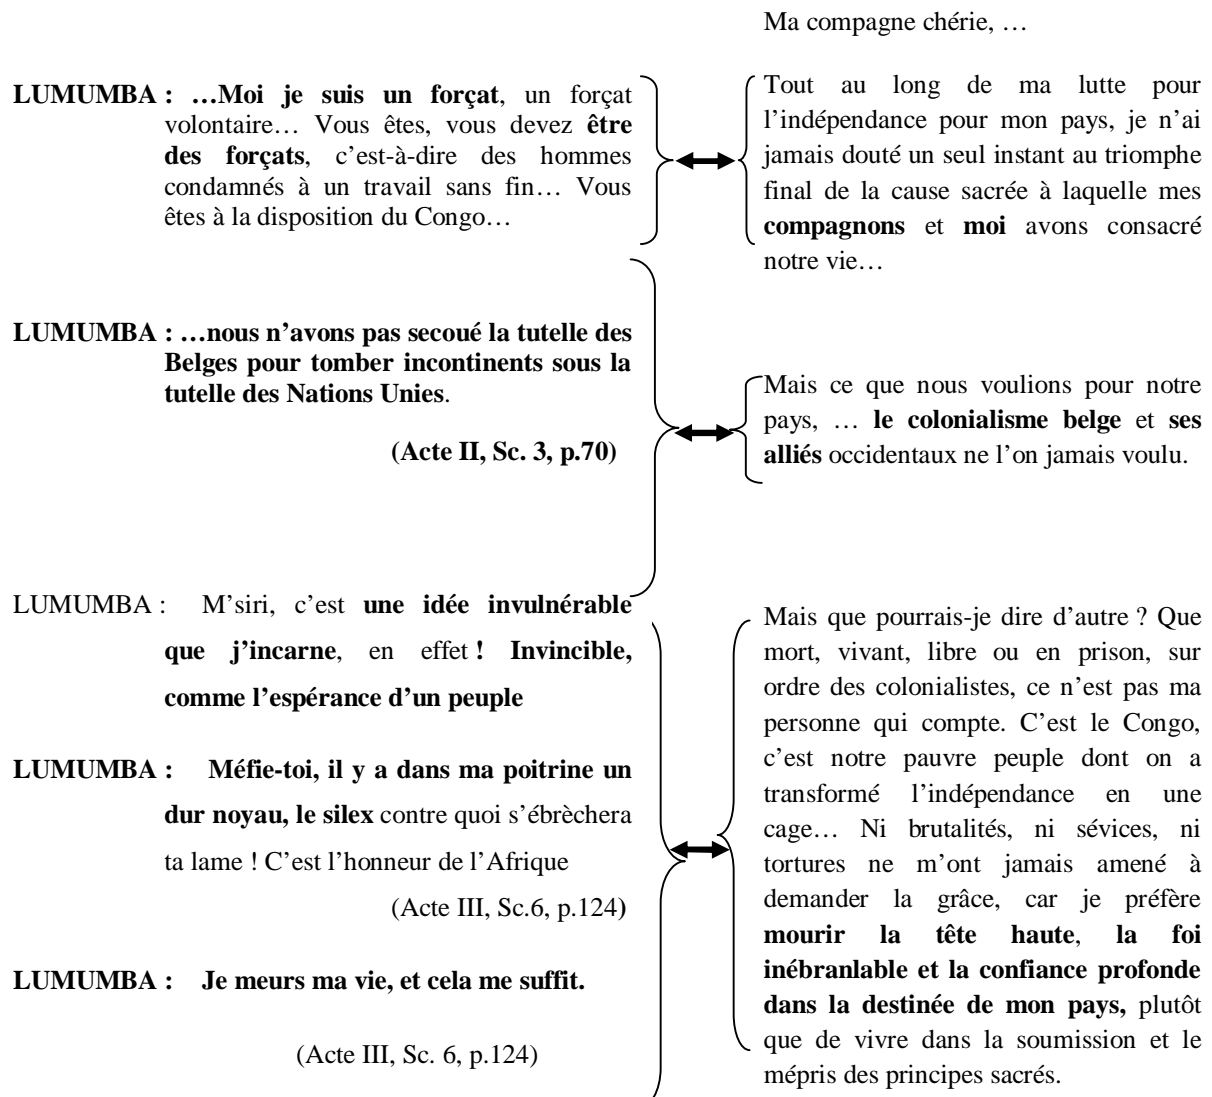 Ma compagne chérie, …
LUMUMBA : …Moi je suis un forçat, un forçat
volontaire… Vous êtes, vous devez être
des forçats, c’est-à-dire des hommes
condamnés à un travail sans fin… Vous
êtes à la disposition du Congo…
Tout au long de ma lutte pour
l’indépendance pour mon pays, je n’ai
jamais douté un seul instant au triomphe
final de la cause sacrée à laquelle mes
compagnons et moi avons consacré
notre vie…
LUMUMBA : …nous n’avons pas secoué la tutelle des
Belges pour tomber incontinents sous la
tutelle des Nations Unies.
(Acte II, Sc. 3, p.70)
Mais ce que nous voulions pour notre
pays, … le colonialisme belge et ses
alliés occidentaux ne l’on jamais voulu.
LUMUMBA : M’siri, c’est une idée invulnérable
que j’incarne, en effet ! Invincible,
comme l’espérance d’un peuple
LUMUMBA : Méfie-toi, il y a dans ma poitrine un
dur noyau, le silex contre quoi s’ébrèchera
ta lame ! C’est l’honneur de l’Afrique
(Acte III, Sc.6, p.124)
LUMUMBA : Je meurs ma vie, et cela me suffit.
(Acte III, Sc. 6, p.124)
Mais que pourrais-je dire d’autre ? Que
mort, vivant, libre ou en prison, sur
ordre des colonialistes, ce n’est pas ma
personne qui compte. C’est le Congo,
c’est notre pauvre peuple dont on a
transformé l’indépendance en une
cage… Ni brutalités, ni sévices, ni
tortures ne m’ont jamais amené à
demander la grâce, car je préfère
mourir la tête haute, la foi
inébranlable et la confiance profonde
dans la destinée de mon pays, plutôt
que de vivre dans la soumission et le
mépris des principes sacrés.